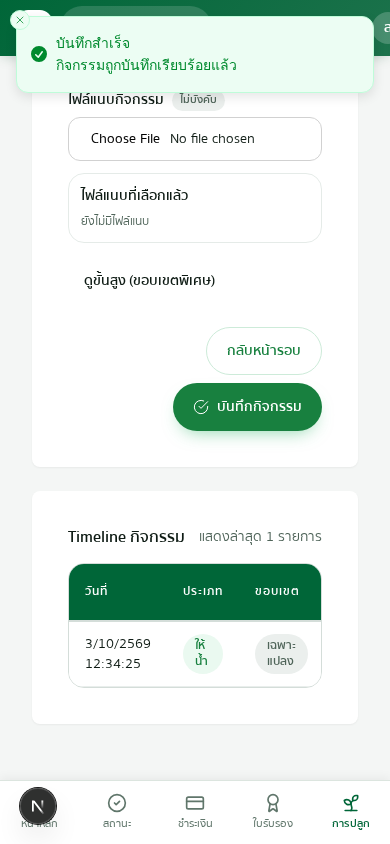 บันทึกสำเร็จ
กิจกรรมถูกบันทึกเรียบร้อยแล้ว
ไฟล์แนบกิจกรรม ไม่บังคับ
Choose File No file chosen
ไฟล์แนบที่เลือกแล้ว
ยังไม่มีไฟล์แนบ
ดูขั้นสูง (ขอบเขตพิเศษ)
กลับหน้ารอบ
บันทึกกิจกรรม
Timeline กิจกรรม แสดงล่าสุด 1 รายการ
วันที่ ประเภท ขอบเขต
3/10/2569 ให้ เฉพาะ
12:34:25 น้ำ แปลง
N
สถานะ ชำระเงิน ใบรับรอง การปลูก